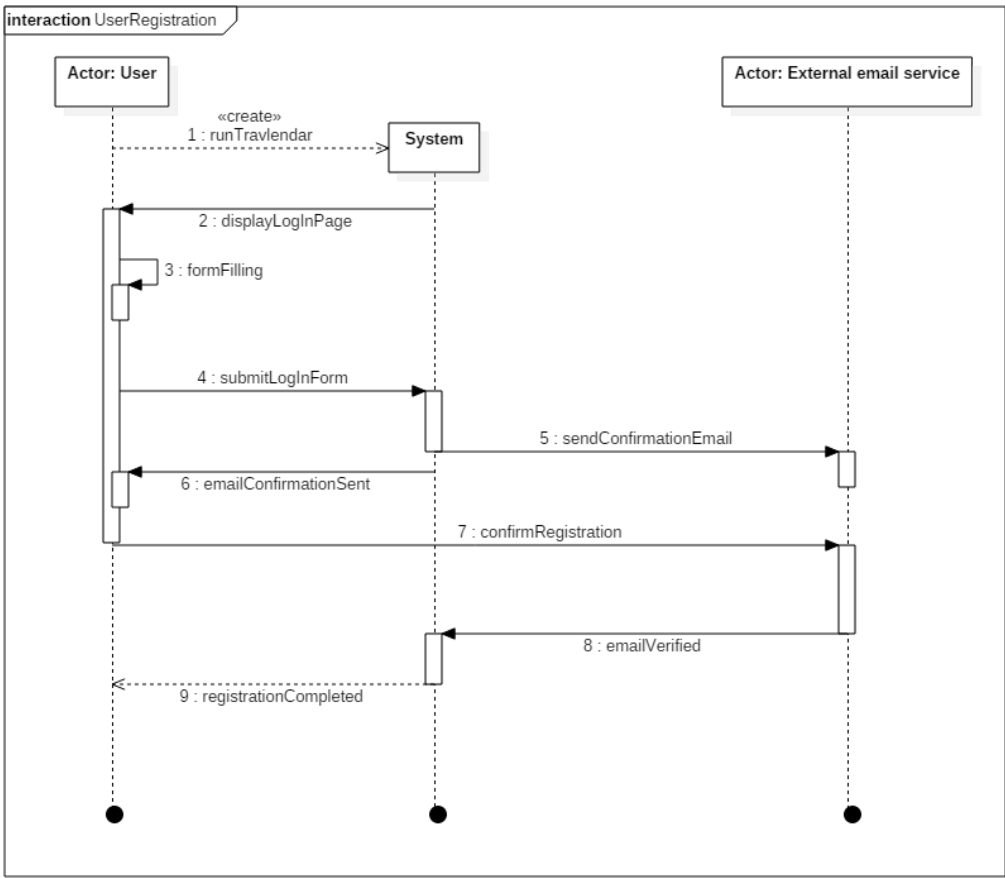 interaction UserRegistration
Actor: User
Actor: External email service
«create»
1 : runTravlendar
System
2 : displayLogInPage
3 : formFilling
4 : submitLogInForm
5 : sendConfirmationEmail
6 : emailConfirmationSent
7 : confirmRegistration
8 : emailVerified
9 : registrationCompleted